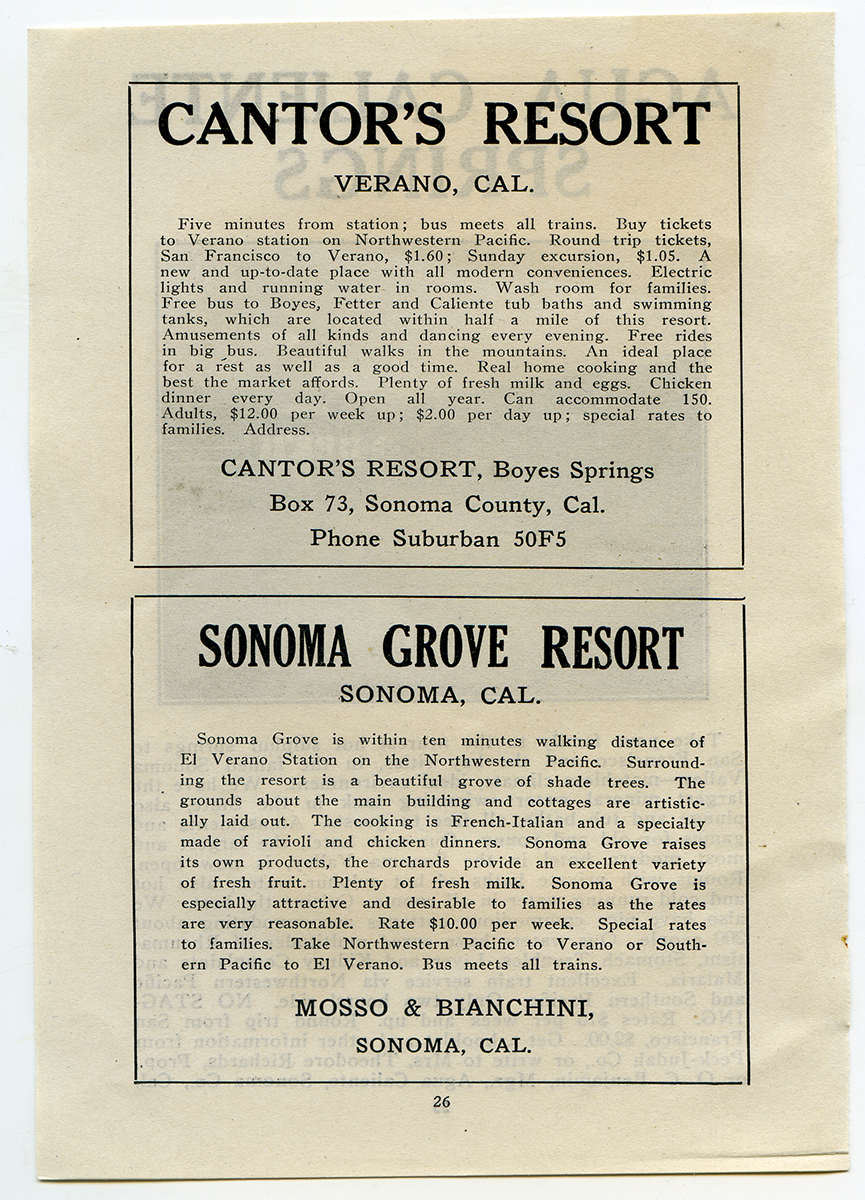 CANTOR'S RESORT
VERANO, CAL.
Five minutes from station; bus meets all trains. Buy tickets
to Verano station on Northwestern Pacific. Round trip tickets,
San Francisco to Verano, $1.60; Sunday excursion, $1.05. A
new and up-to-date place with all modern conveniences. Electric
lights and running water in rooms. Wash room for families.
Free bus to Boyes, Fetter and Caliente tub baths and swimming
tanks, which are located within half a mile of this resort.
Amusements of all kinds and dancing every evening. Free rides
in big bus. Beautiful walks in the mountains. An ideal place
for a rest as well as a good time. Real home cooking and the
best the market affords. Plenty of fresh milk and eggs. Chicken
dinner every day. Open all year. Can accommodate 150.
Adults, $12.00 per week up; $2.00 per day up; special rates to
families. Address.
CANTOR'S RESORT, Boyes Springs
Box 73, Sonoma County, Cal.
Phone Suburban 50F5
SONOMA GROVE RESORT
SONOMA, CAL.
Sonoma Grove is within ten minutes walking distance of
El Verano Station on the Northwestern Pacific. Surround-
ing the resort is a beautiful grove of shade trees. The
grounds about the main building and cottages are artistic-
ally laid out. The cooking is French-Italian and a specialty
made of ravioli and chicken dinners. Sonoma Grove raises
its own products, the orchards provide an excellent variety
of fresh fruit. Plenty of fresh milk. Sonoma Grove is
especially attractive and desirable to families as the rates
are very reasonable. Rate $10.00 per week. Special rates
to families. Take Northwestern Pacific to Verano or South-
ern Pacific to El Verano. Bus meets all trains.
MOSSO & BIANCHINI,
SONOMA, CAL.
26